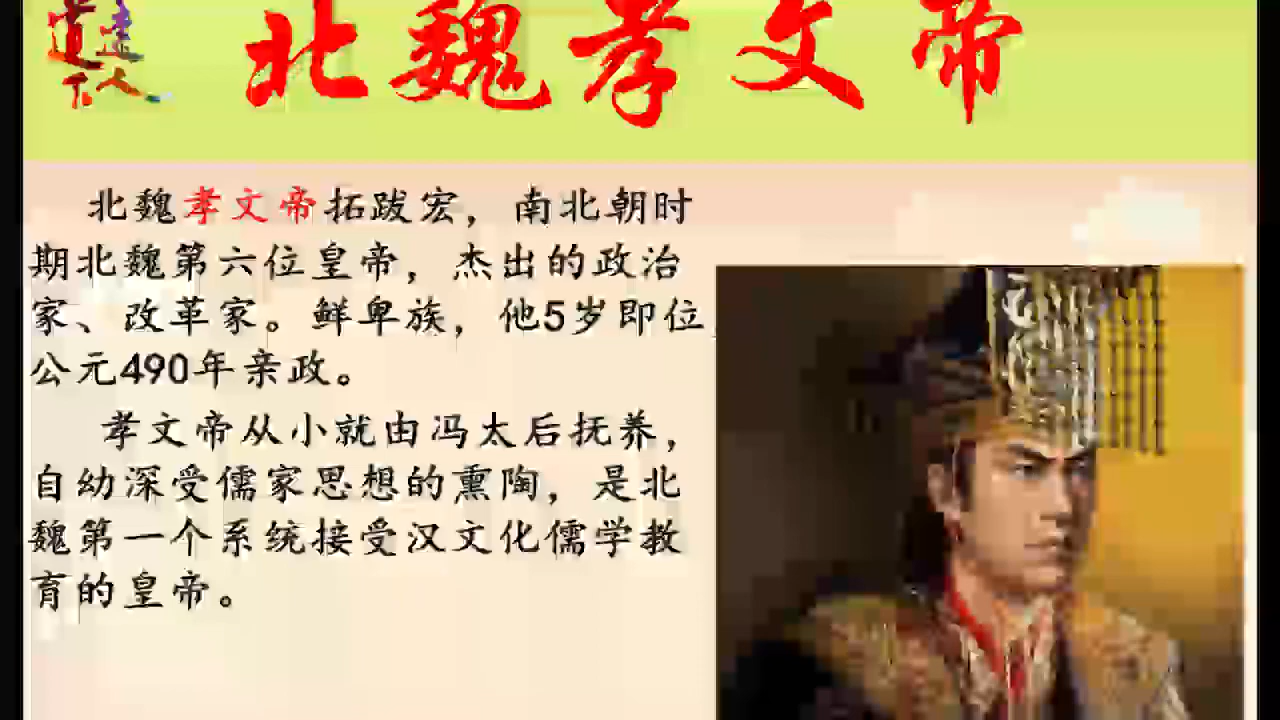 道虚
下人
北魏孝文帝
北魏孝文帝拓跋宏，南北朝时
期北魏第六位皇帝，杰出的政治
家、改革家。鲜卑族，他5岁即位，
公元490年亲政。
孝文帝从小就由冯太后抚养，
自幼深受儒家思想的熏陶，是北
魏第一个系统接受汉文化儒学教
育的皇帝。